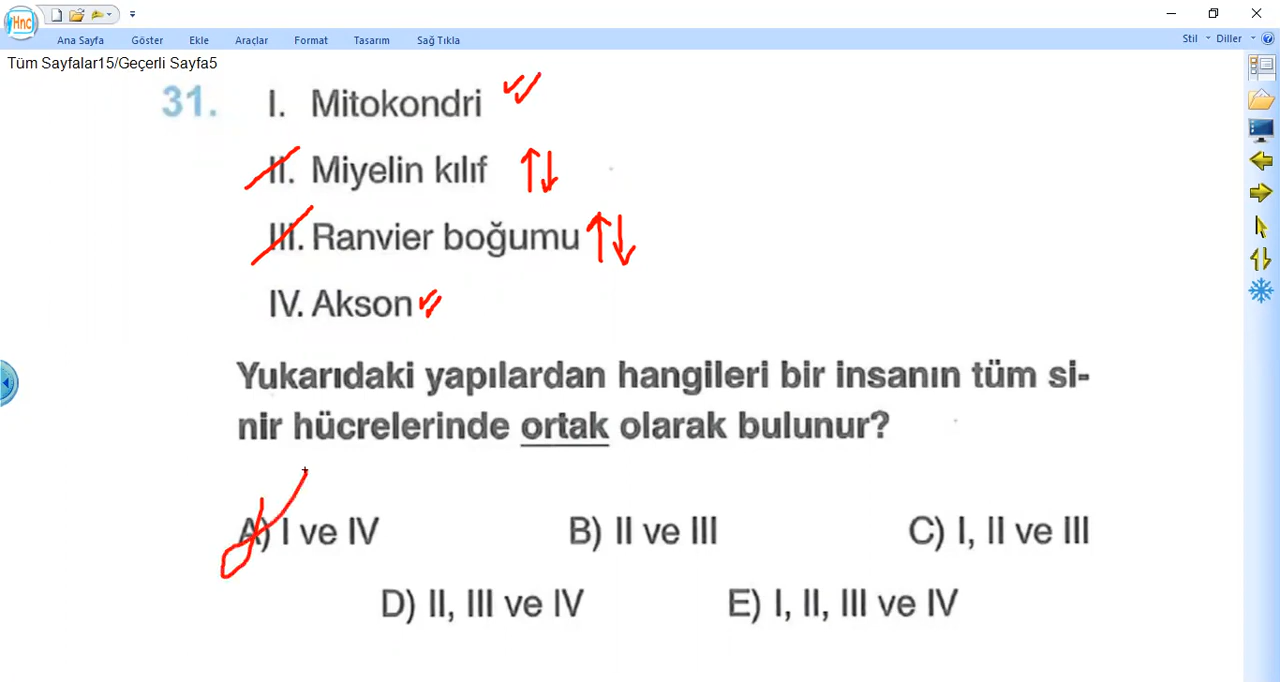 Hnc
Ana Sayfa Göster Ekle Araçlar Format Tasarım Sağ Tıkla Stil Diller
Tüm Sayfalar15/Geçerli Sayfa5
31. I. Mitokondri
II. Miyelin kılıf
III. Ranvier boğumu
IV. Akson
Yukarıdaki yapılardan hangileri bir insanın tüm si-
nir hücrelerinde ortak olarak bulunur?
A) I ve IV B) II ve III C) I, II ve III
D) II, III ve IV E) I, II, III ve IV